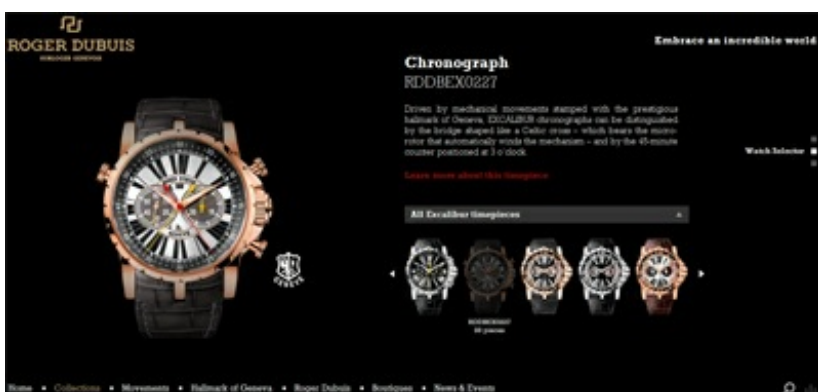 ROGER DUBUIS
HORLOGER GENEVOIS
Embrace an incredible world
Chronograph
RDDBEX0227
Driven by mechanical movements stamped with the prestigious
hallmark of Geneva, EXCALIBUR chronographs can be distinguished
by the bridge shaped like a Celtic cross – which bears the micro-
rotor that automatically winds the mechanism – and by the 45-minute
counter positioned at 3 o'clock.
Learn more about this timepiece
Watch Selector
All Excalibur timepieces
GENEVE
Home • Collections • Movements • Hallmark of Geneva • Roger Dubuis • Boutiques • News & Events